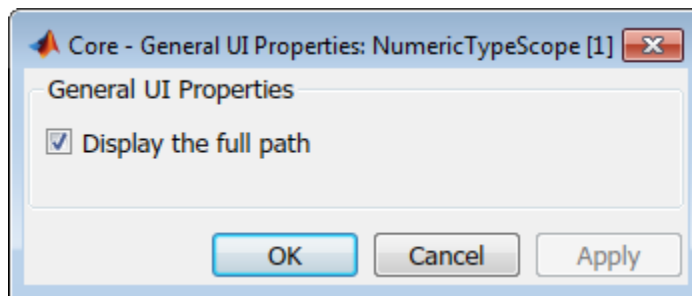 Core - General UI Properties: NumericTypeScope [1]
General UI Properties
Display the full path
OK Cancel Apply